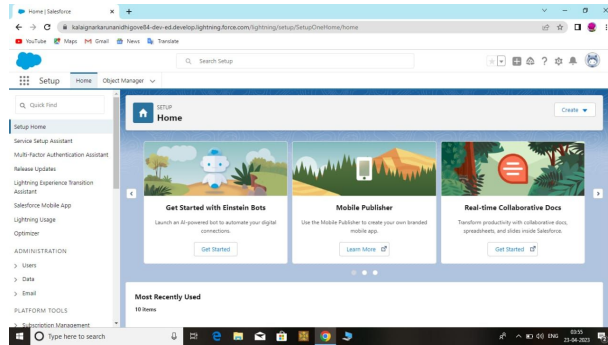 Home | Salesforce
kalaignarkarunanidhigove84-dev-ed.develop.lightning.force.com/lightning/setup/SetupOneHome/home
YouTube Maps Gmail News Translate
Search Setup
Setup Home Object Manager
Quick Find
Setup Home
Service Setup Assistant
Multi-Factor Authentication Assistant
Release Updates
Lightning Experience Transition
Assistant
Salesforce Mobile App
Lightning Usage
Optimizer
ADMINISTRATION
Users
Data
Email
PLATFORM TOOLS
Subscription Management
SETUP
Home
Create
Get Started with Einstein Bots
Launch an AI-powered bot to automate your digital
connections.
Get Started
Mobile Publisher
Use the Mobile Publisher to create your own branded
mobile app.
Learn More
Real-time Collaborative Docs
Transform productivity with collaborative docs,
spreadsheets, and slides inside Salesforce.
Get Started
Most Recently Used
10 items
Type here to search
ENG
03:55
23-04-2023